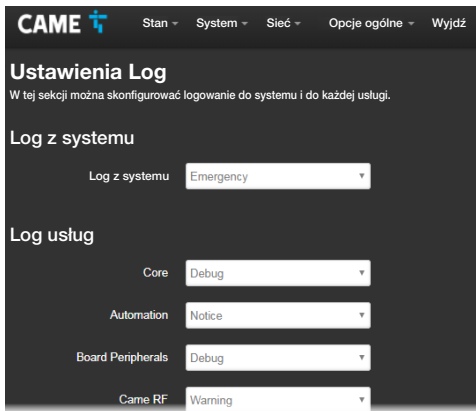 CAME Stan System Sieć Opcje ogólne Wyjdź
Ustawienia Log
W tej sekcji można skonfigurować logowanie do systemu i do każdej usługi.
Log z systemu
Log z systemu Emergency
Log usług
Core Debug
Automation Notice
Board Peripherals Debug
Came RF Warning